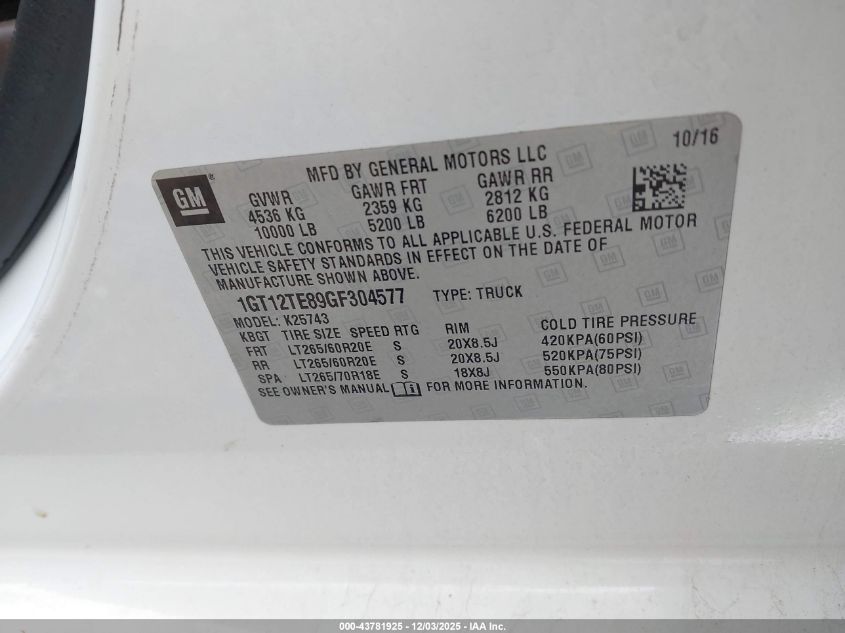 10/16
GM®
MFD BY GENERAL MOTORS LLC
GVWR GAWR FRT GAWR RR
4536 KG 2359 KG 2812 KG
10000 LB 5200 LB 6200 LB
THIS VEHICLE CONFORMS TO ALL APPLICABLE U.S. FEDERAL MOTOR
VEHICLE SAFETY STANDARDS IN EFFECT ON THE DATE OF
MANUFACTURE SHOWN ABOVE.
1GT12TE89GF304577 TYPE: TRUCK
MODEL: K25743
KBGT TIRE SIZE SPEED RTG RIM COLD TIRE PRESSURE
FRT LT265/60R20E S 20X8.5J 420KPA(60PSI)
RR LT265/60R20E S 20X8.5J 520KPA(75PSI)
SPA LT265/70R18E S 18X8J 550KPA(80PSI)
SEE OWNER'S MANUAL i FOR MORE INFORMATION.
000-43781925 - 12/03/2025 - IAA Inc.